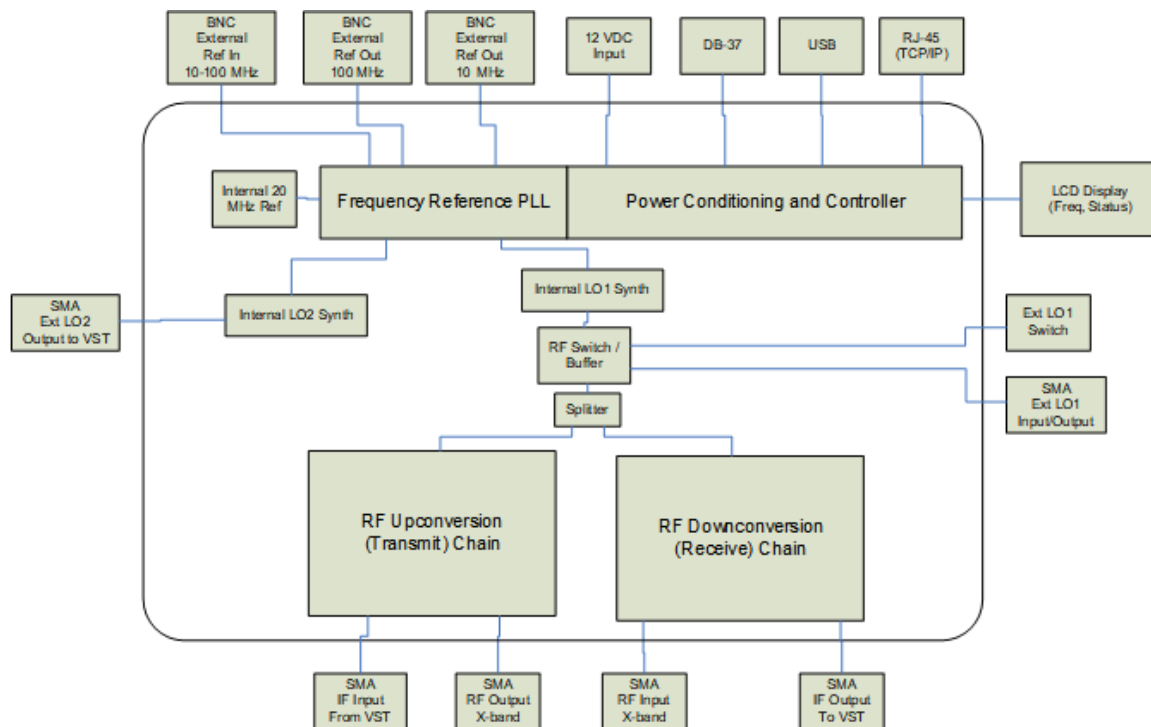 BNC
External
Ref In
10-100 MHz
BNC
External
Ref Out
100 MHz
BNC
External
Ref Out
10 MHz
12 VDC
Input
DB-37
USB
RJ-45
(TCP/IP)
Internal 20
MHz Ref
Frequency Reference PLL
Power Conditioning and Controller
LCD Display
(Freq, Status)
Internal LO1 Synth
SMA
Ext LO2
Output to VST
Internal LO2 Synth
RF Switch /
Buffer
Ext LO1
Switch
Splitter
SMA
Ext LO1
Input/Output
RF Upconversion
(Transmit) Chain
RF Downconversion
(Receive) Chain
SMA
IF Input
From VST
SMA
RF Output
X-band
SMA
RF Input
X-band
SMA
IF Output
To VST